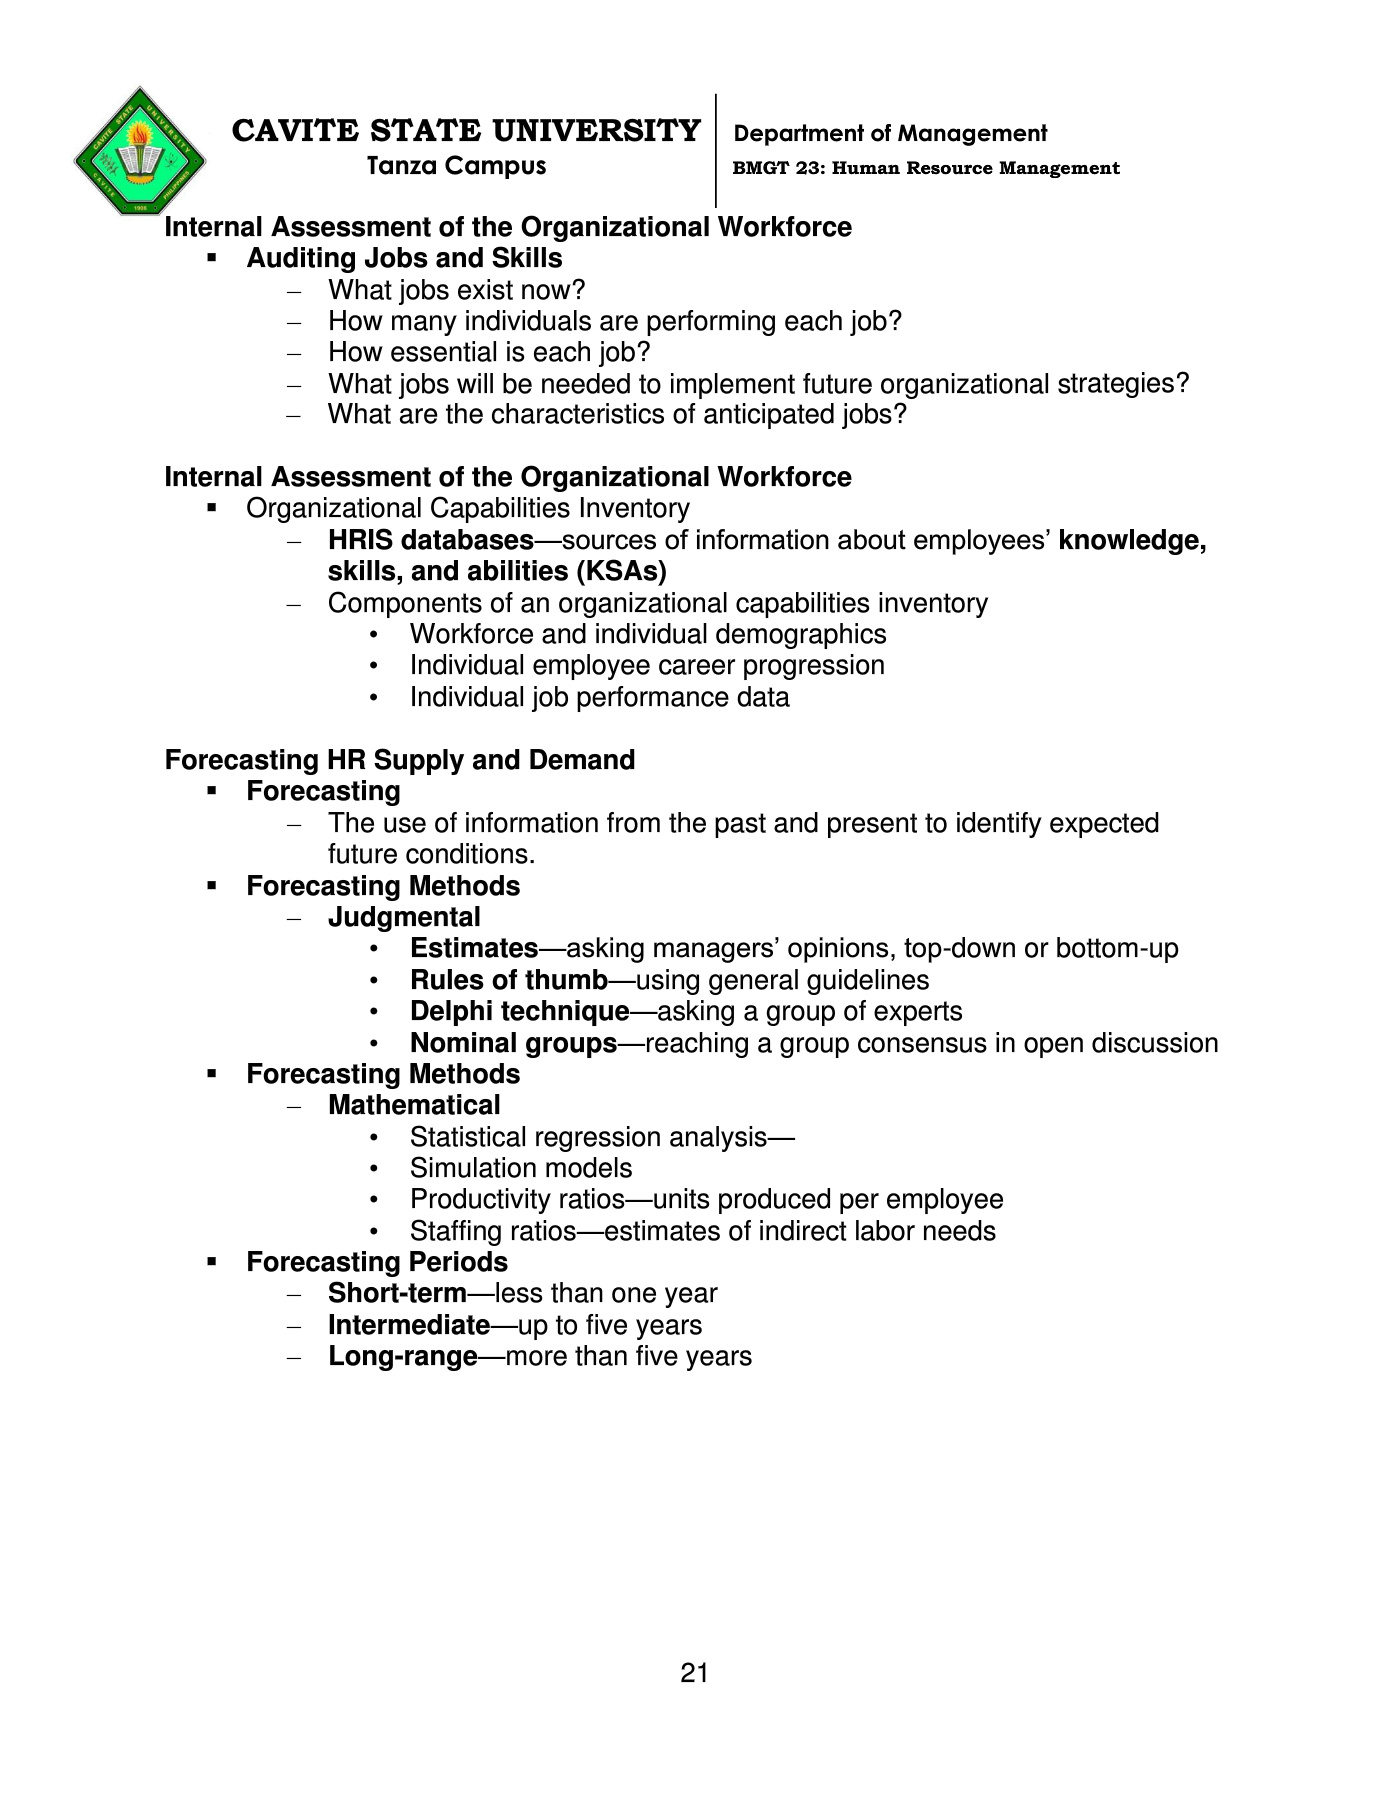 CAVITE STATE UNIVERSITY
Tanza Campus
Department of Management
BMGT 23: Human Resource Management
CAVITE STATE UNIVERSITY
CAVITE
PHILIPPINES
1906
Internal Assessment of the Organizational Workforce
▪ Auditing Jobs and Skills
– What jobs exist now?
– How many individuals are performing each job?
– How essential is each job?
– What jobs will be needed to implement future organizational strategies?
– What are the characteristics of anticipated jobs?
Internal Assessment of the Organizational Workforce
▪ Organizational Capabilities Inventory
– HRIS databases—sources of information about employees’ knowledge,
skills, and abilities (KSAs)
– Components of an organizational capabilities inventory
• Workforce and individual demographics
• Individual employee career progression
• Individual job performance data
Forecasting HR Supply and Demand
▪ Forecasting
– The use of information from the past and present to identify expected
future conditions.
▪ Forecasting Methods
– Judgmental
• Estimates—asking managers’ opinions, top-down or bottom-up
• Rules of thumb—using general guidelines
• Delphi technique—asking a group of experts
• Nominal groups—reaching a group consensus in open discussion
▪ Forecasting Methods
– Mathematical
• Statistical regression analysis—
• Simulation models
• Productivity ratios—units produced per employee
• Staffing ratios—estimates of indirect labor needs
▪ Forecasting Periods
– Short-term—less than one year
– Intermediate—up to five years
– Long-range—more than five years
21